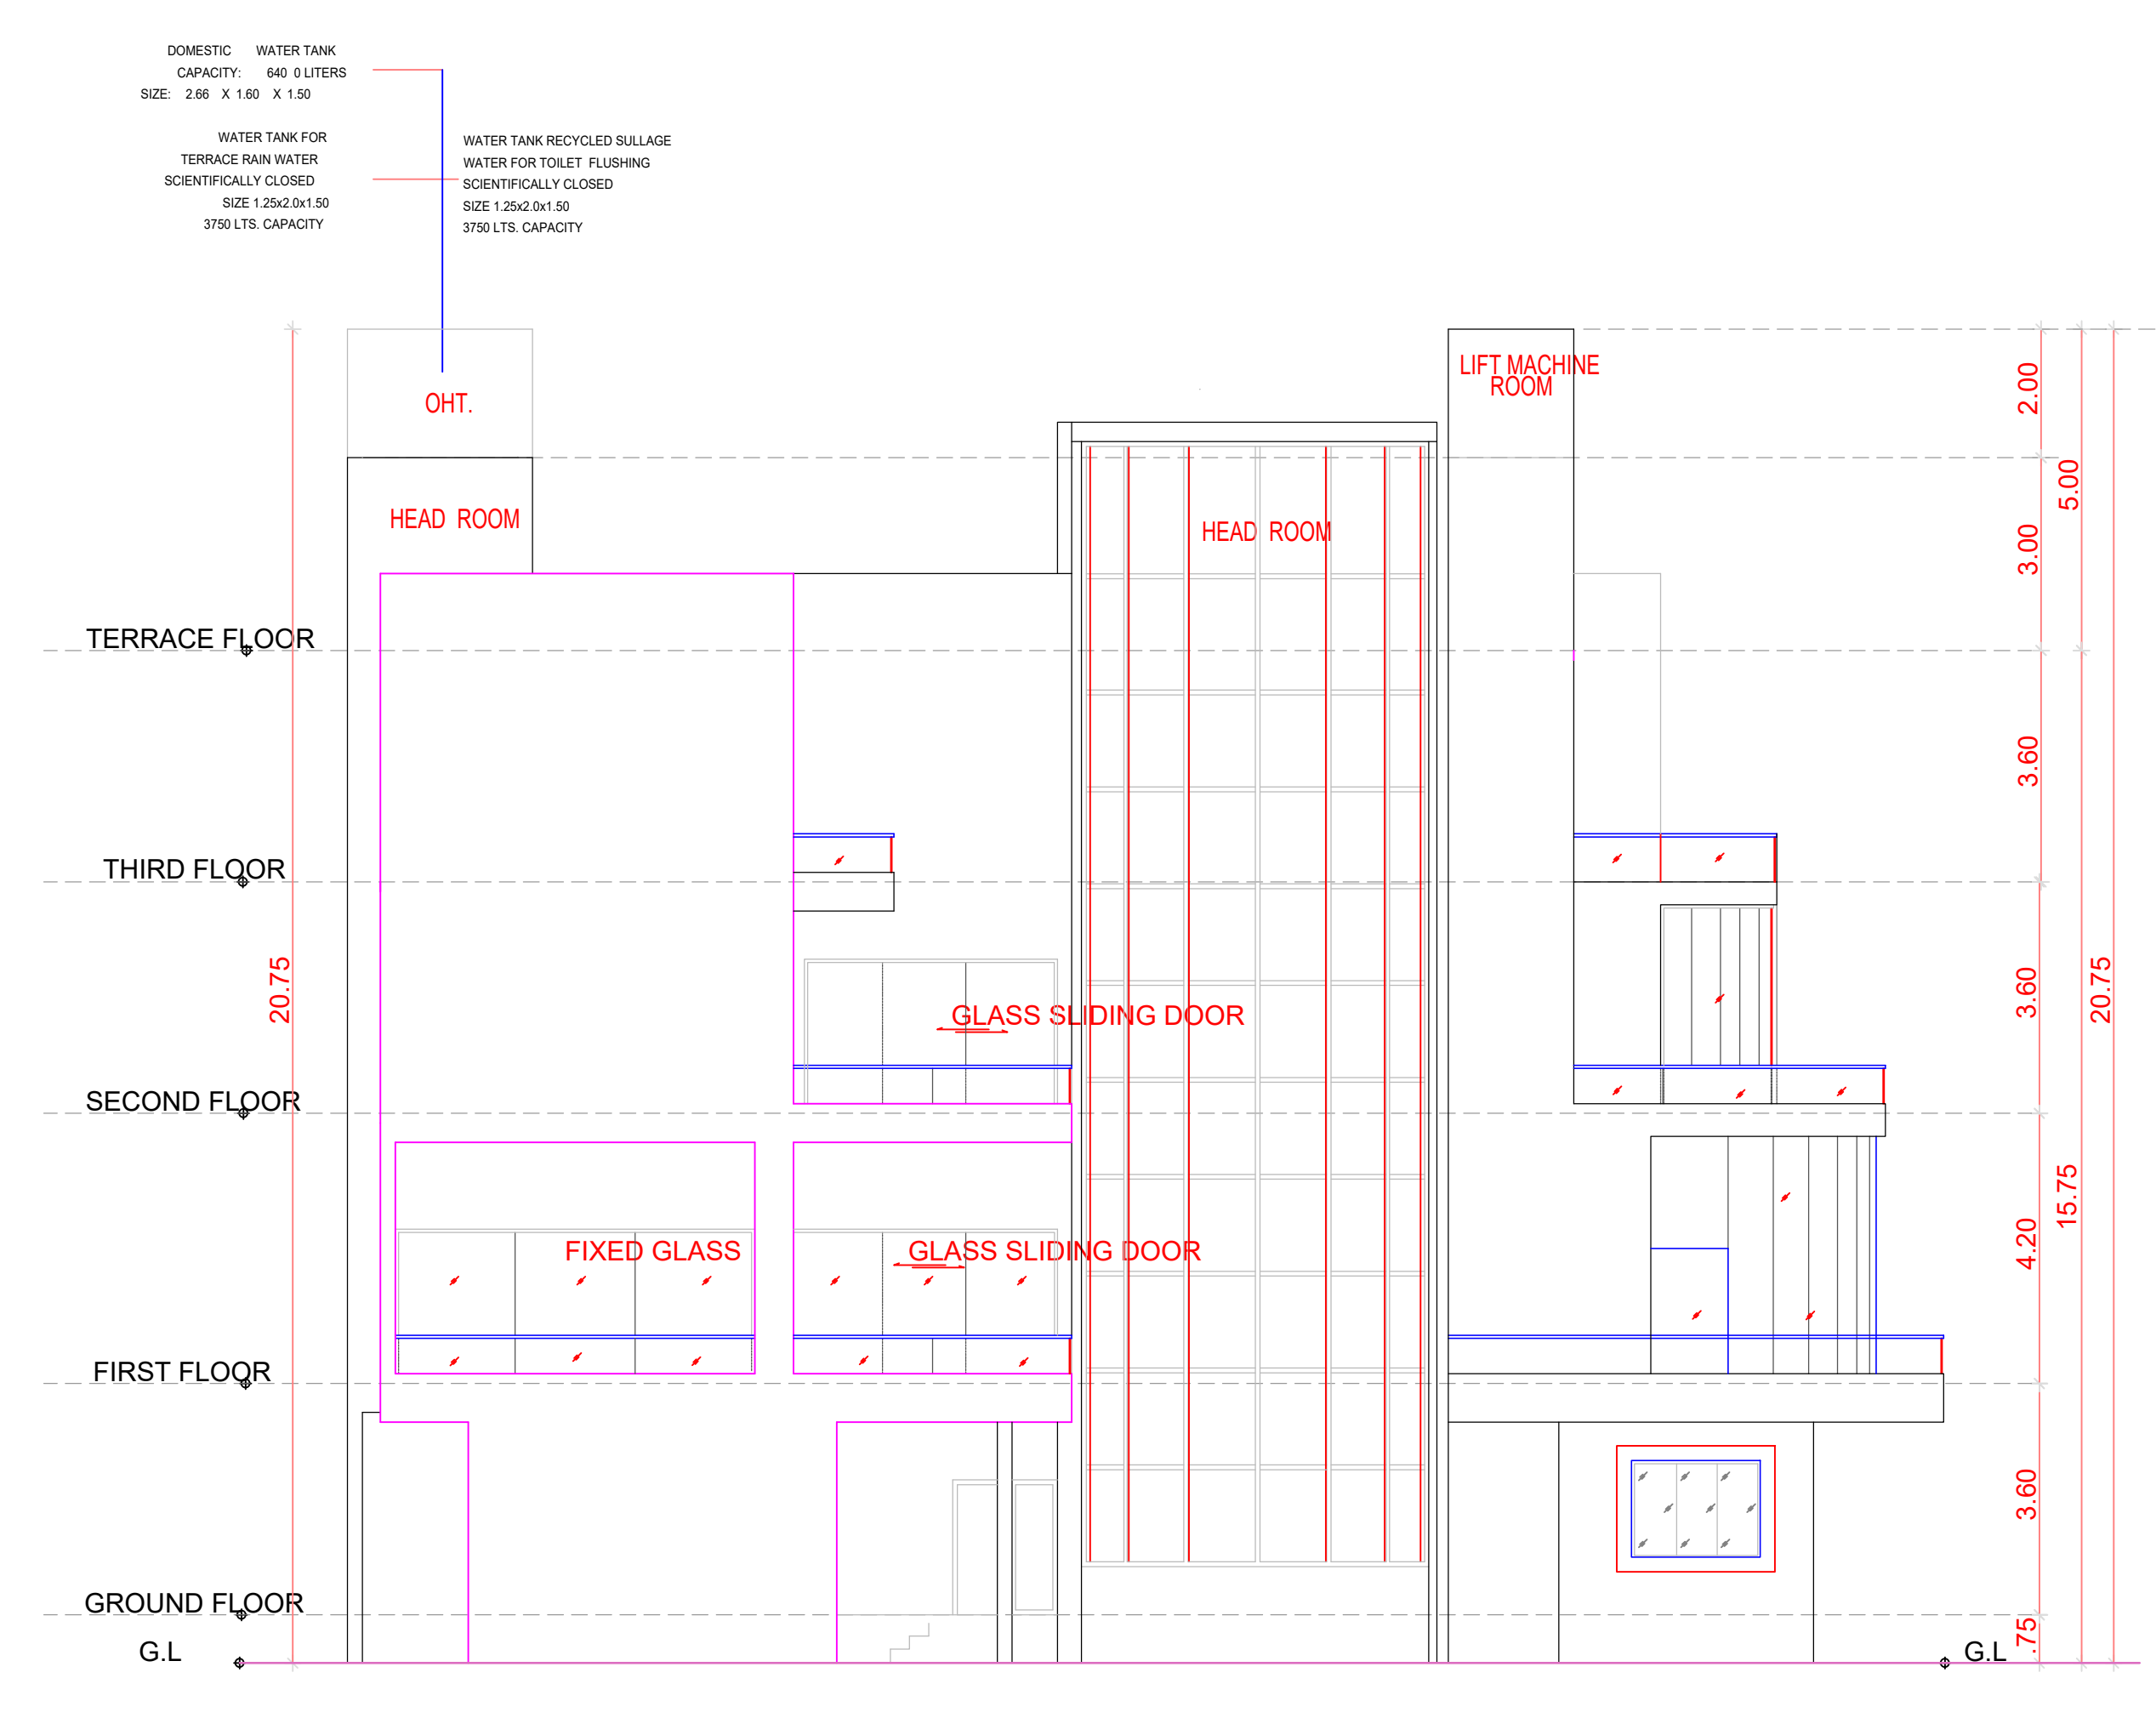 DOMESTIC WATER TANK
CAPACITY: 640 0 LITERS
SIZE: 2.66 X 1.60 X 1.50
WATER TANK FOR
TERRACE RAIN WATER
SCIENTIFICALLY CLOSED
SIZE 1.25x2.0x1.50
3750 LTS. CAPACITY
WATER TANK RECYCLED SULLAGE
WATER FOR TOILET FLUSHING
SCIENTIFICALLY CLOSED
SIZE 1.25x2.0x1.50
3750 LTS. CAPACITY
OHT.
LIFT MACHINE
ROOM
2.00
HEAD ROOM
HEAD ROOM
5.00
3.00
TERRACE FLOOR
3.60
THIRD FLOOR
20.75
GLASS SLIDING DOOR
3.60
20.75
SECOND FLOOR
FIXED GLASS
GLASS SLIDING DOOR
4.20
15.75
FIRST FLOOR
3.60
GROUND FLOOR
.75
G.L
G.L